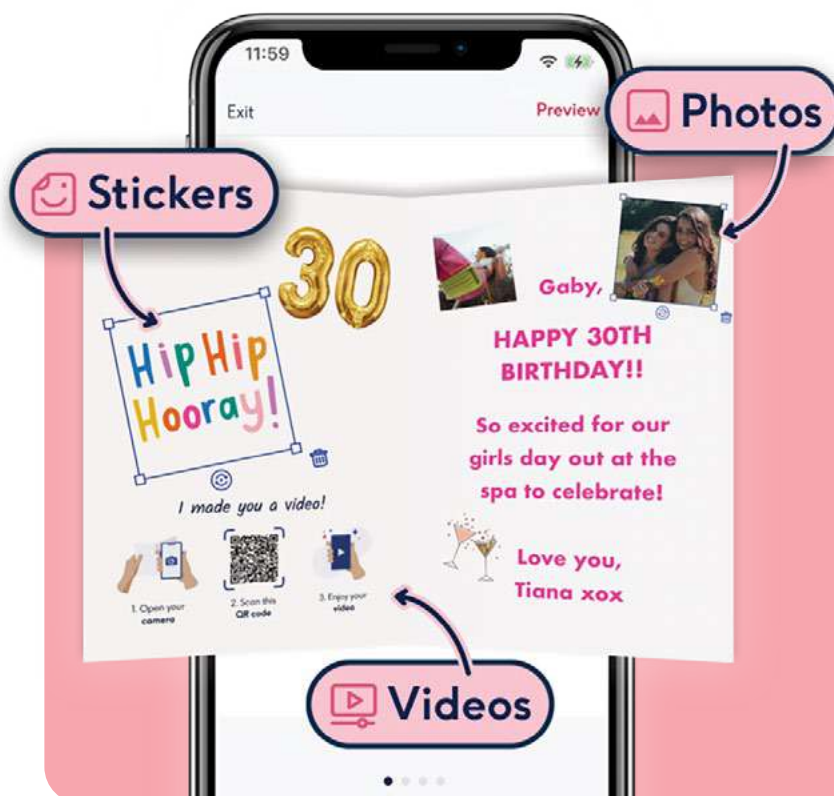 11:59
Exit
Preview
Photos
Stickers
30
Hip Hip
Hooray!
I made you a video!
1. Open your
camera
2. Scan this
QR code
3. Enjoy your
video
Gaby,
HAPPY 30TH
BIRTHDAY!!
So excited for our
girls day out at the
spa to celebrate!
Love you,
Tiana xox
Videos